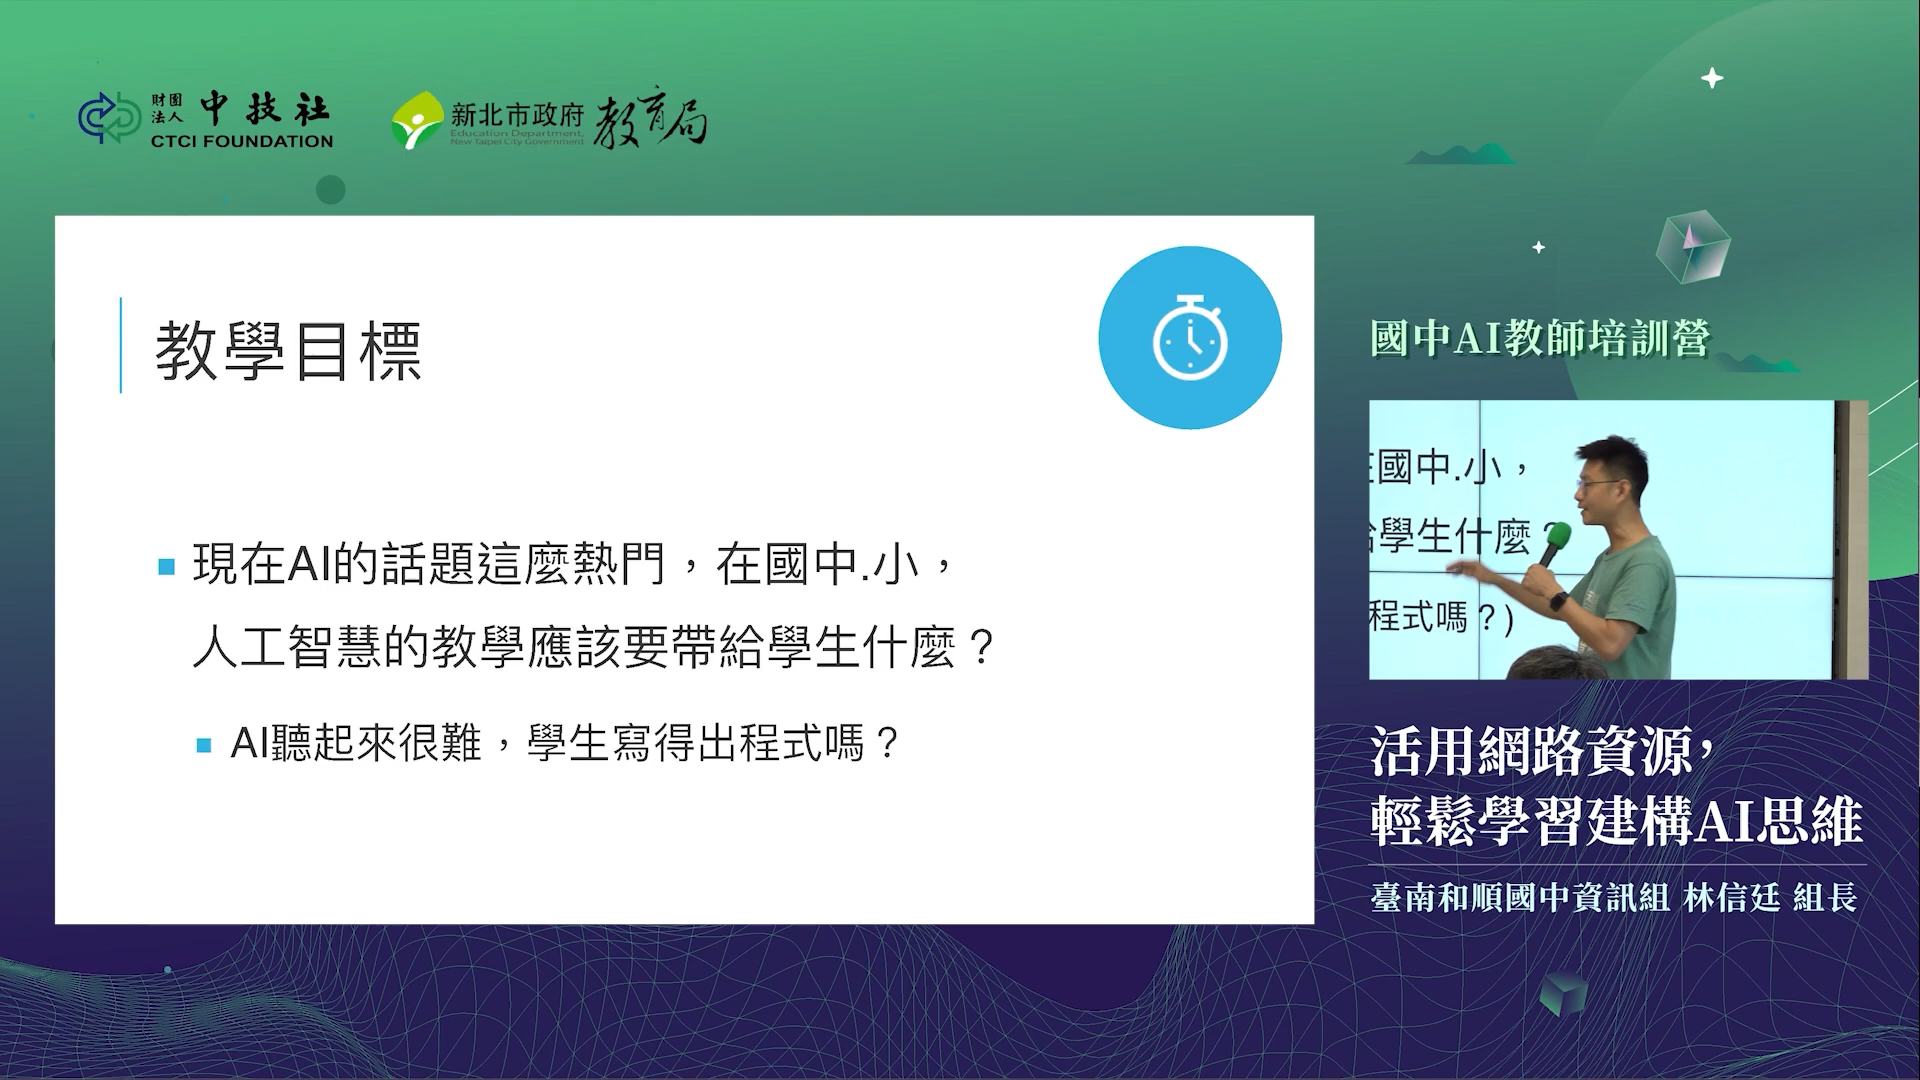 財團法人 中技社
CTCI FOUNDATION
新北市政府 教育局
Education Department,
New Taipei City Government
教學目標
現在AI的話題這麼熱門，在國中.小，
人工智慧的教學應該要帶給學生什麼？
AI聽起來很難，學生寫得出程式嗎？
國中AI教師培訓營
國中.小，
學生什麼？
程式嗎？)
活用網路資源，
輕鬆學習建構AI思維
臺南和順國中資訊組 林信廷 組長